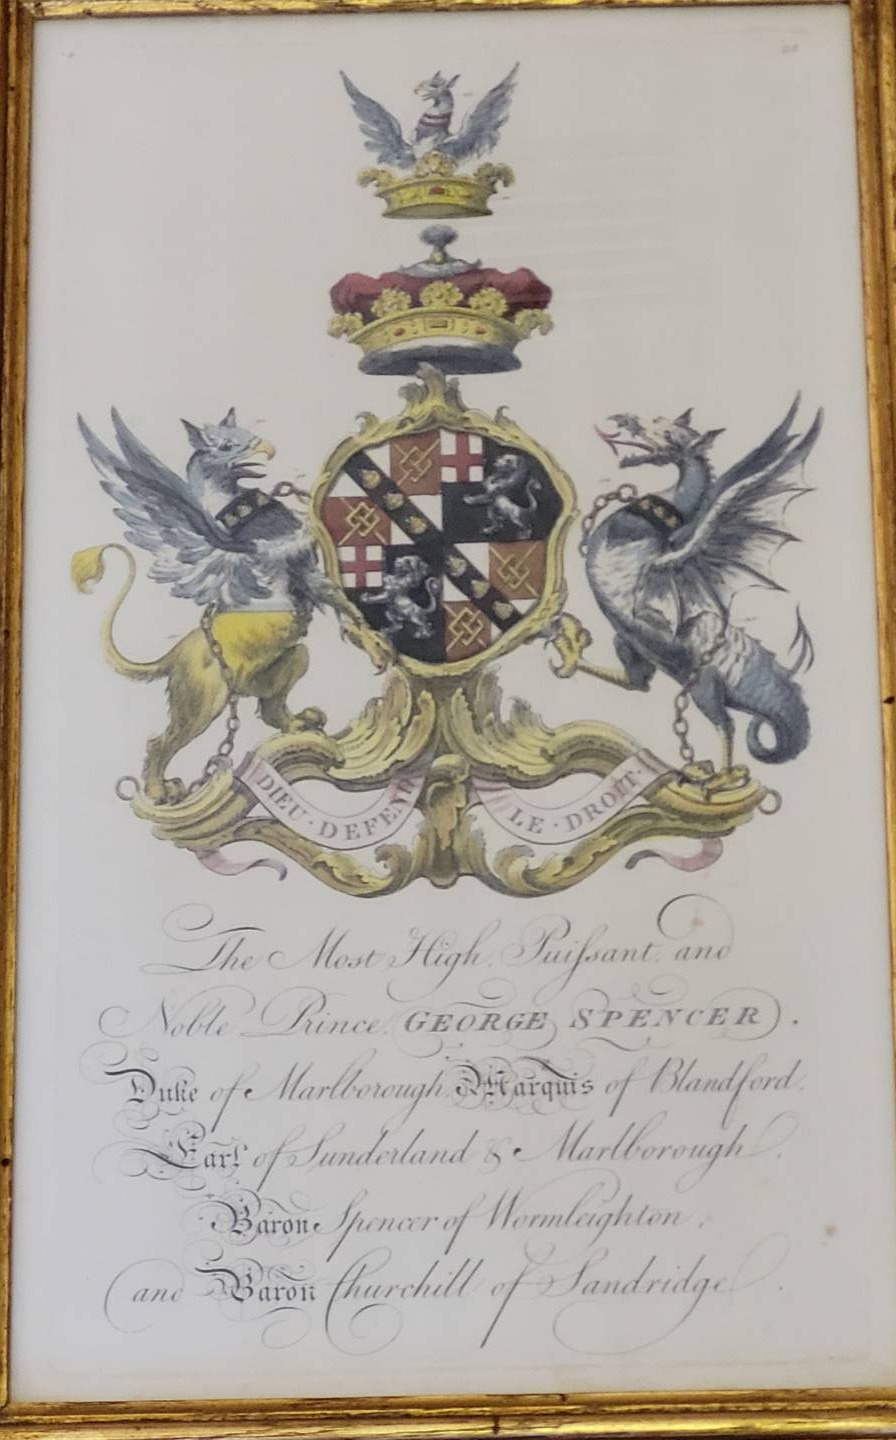 DIEU · DEFEND
LE · DROIT ·
The Most High, Puiſsant, and
Noble Prince GEORGE SPENCER,
Duke of Marlborough, Marquis of Blandford,
Earl of Sunderland & Marlborough,
Baron Spencer of Wormleighton,
and Baron Churchill of Sandridge.